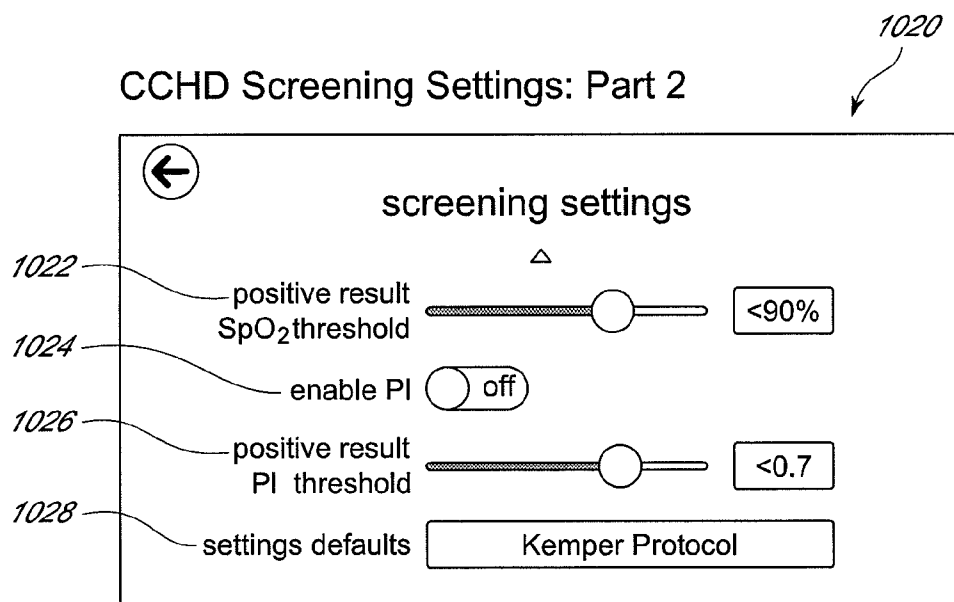 1020
CCHD Screening Settings: Part 2
screening settings
1022
positive result
SpO2 threshold
<90%
1024
enable PI
off
1026
positive result
PI threshold
<0.7
1028
settings defaults
Kemper Protocol